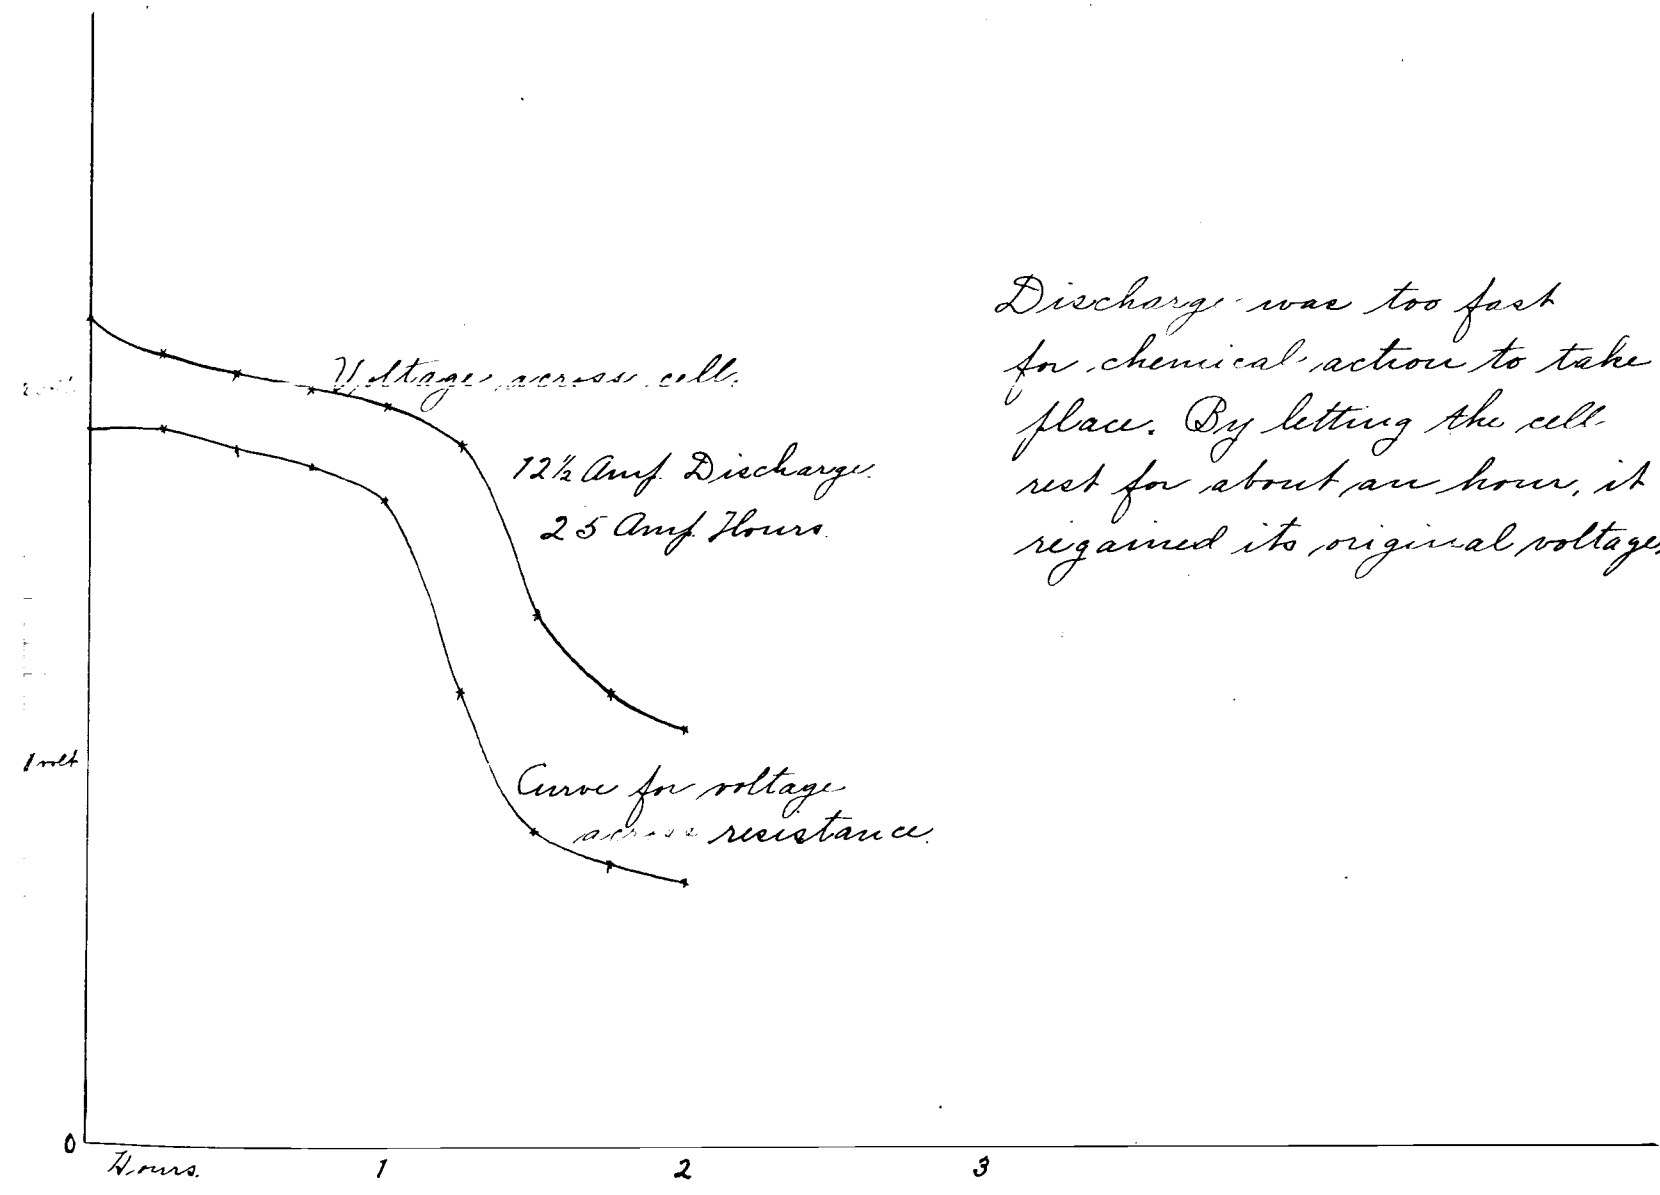 Discharge was too fast
for chemical action to take
place. By letting the cell
rest for about an hour, it
regained its original voltage.
Voltage across cell.
12½ Amp. Discharge.
25 Amp. Hours.
1 volt
Curve for voltage
across resistance.
0
Hours. 1 2 3